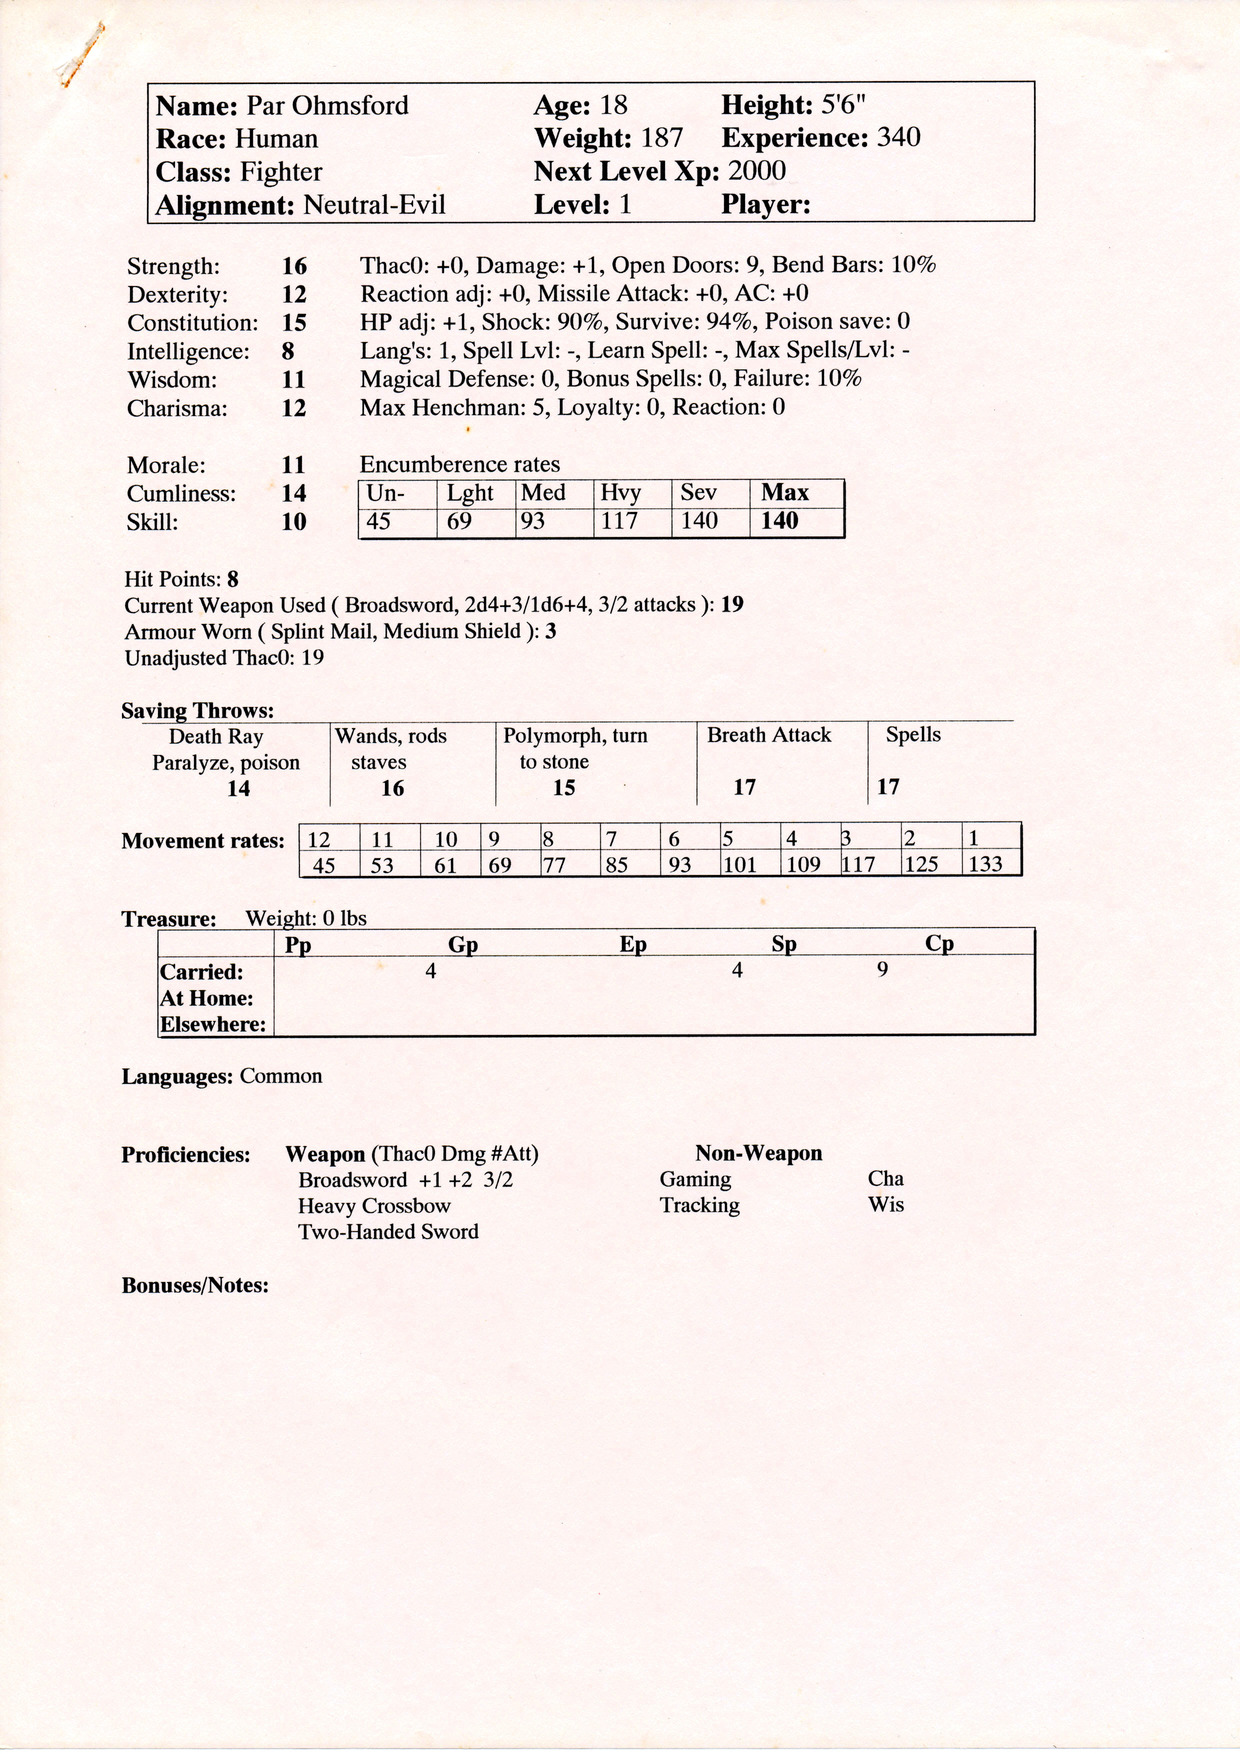 Name: Par Ohmsford Age: 18 Height: 5'6"
Race: Human Weight: 187 Experience: 340
Class: Fighter Next Level Xp: 2000
Alignment: Neutral-Evil Level: 1 Player:
Strength: 16 Thac0: +0, Damage: +1, Open Doors: 9, Bend Bars: 10%
Dexterity: 12 Reaction adj: +0, Missile Attack: +0, AC: +0
Constitution: 15 HP adj: +1, Shock: 90%, Survive: 94%, Poison save: 0
Intelligence: 8 Lang's: 1, Spell Lvl: -, Learn Spell: -, Max Spells/Lvl: -
Wisdom: 11 Magical Defense: 0, Bonus Spells: 0, Failure: 10%
Charisma: 12 Max Henchman: 5, Loyalty: 0, Reaction: 0
Morale: 11 Encumberence rates
Cumliness: 14 Un- Lght Med Hvy Sev Max
Skill: 10 45 69 93 117 140 140
Hit Points: 8
Current Weapon Used ( Broadsword, 2d4+3/1d6+4, 3/2 attacks ): 19
Armour Worn ( Splint Mail, Medium Shield ): 3
Unadjusted Thac0: 19
Saving Throws:
Death Ray Wands, rods Polymorph, turn Breath Attack Spells
Paralyze, poison staves to stone
14 16 15 17 17
Movement rates: 12 11 10 9 8 7 6 5 4 3 2 1
45 53 61 69 77 85 93 101 109 117 125 133
Treasure: Weight: 0 lbs
Pp Gp Ep Sp Cp
Carried: 4 4 9
At Home:
Elsewhere:
Languages: Common
Proficiencies: Weapon (Thac0 Dmg #Att) Non-Weapon
Broadsword +1 +2 3/2 Gaming Cha
Heavy Crossbow Tracking Wis
Two-Handed Sword
Bonuses/Notes: